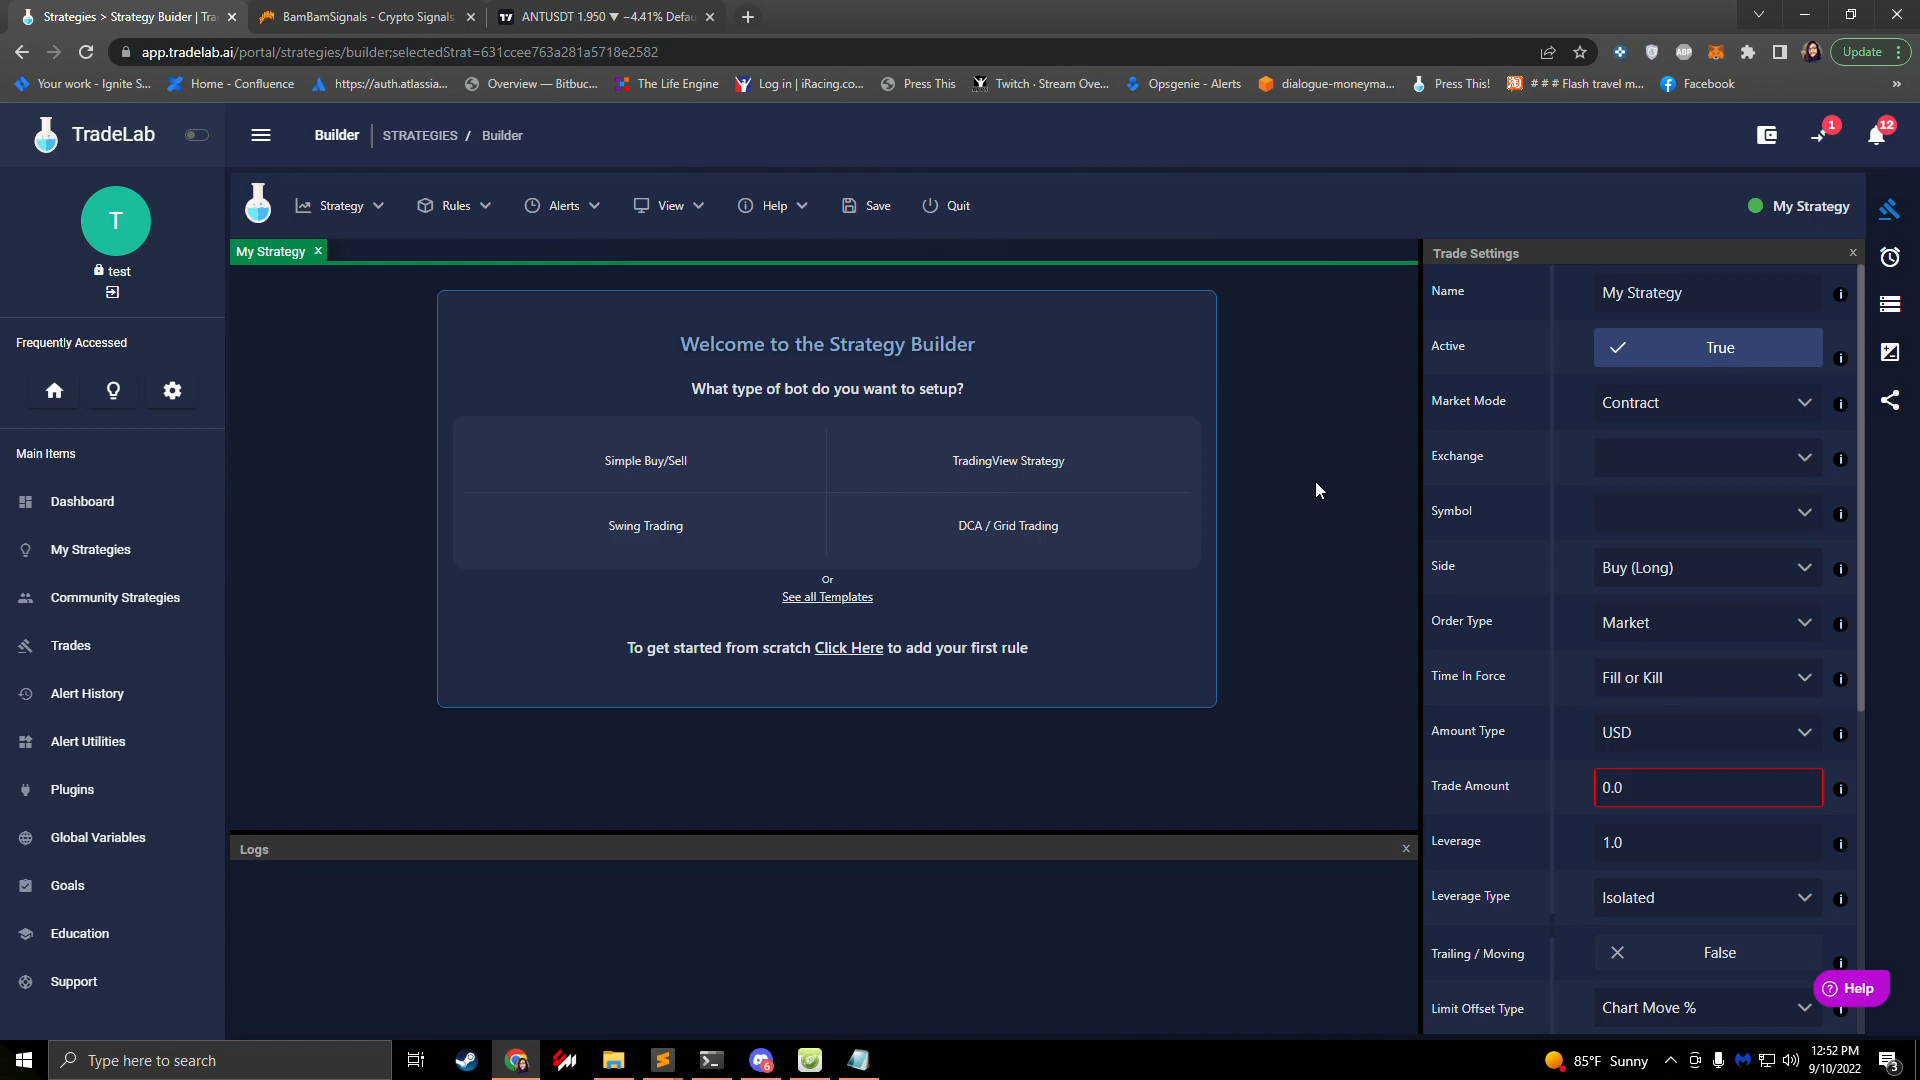 Strategies > Strategy Buider | Tra
BamBamSignals - Crypto Signals
ANTUSDT 1.950 ▼ −4.41% Defau
app.tradelab.ai/portal/strategies/builder;selectedStrat=631ccee763a281a5718e2582
ABP
Update
Your work - Ignite S...
Home - Confluence
https://auth.atlassia...
Overview — Bitbuc...
The Life Engine
Log in | iRacing.co...
Press This
Twitch - Stream Ove...
Opsgenie - Alerts
dialogue-moneyma...
Press This!
# # # Flash travel m...
Facebook
»
TradeLab
Builder
STRATEGIES / Builder
1
12
T
test
Frequently Accessed
Main Items
Dashboard
My Strategies
Community Strategies
Trades
Alert History
Alert Utilities
Plugins
Global Variables
Goals
Education
Support
Strategy
Rules
Alerts
View
Help
Save
Quit
My Strategy
My Strategy x
Welcome to the Strategy Builder
What type of bot do you want to setup?
Simple Buy/Sell
TradingView Strategy
Swing Trading
DCA / Grid Trading
Or
See all Templates
To get started from scratch Click Here to add your first rule
Logs x
Trade Settings x
Name My Strategy
Active True
Market Mode Contract
Exchange
Symbol
Side Buy (Long)
Order Type Market
Time In Force Fill or Kill
Amount Type USD
Trade Amount 0.0
Leverage 1.0
Leverage Type Isolated
Trailing / Moving False
Limit Offset Type Chart Move %
Help
Type here to search
6
85°F Sunny
12:52 PM
9/10/2022
3